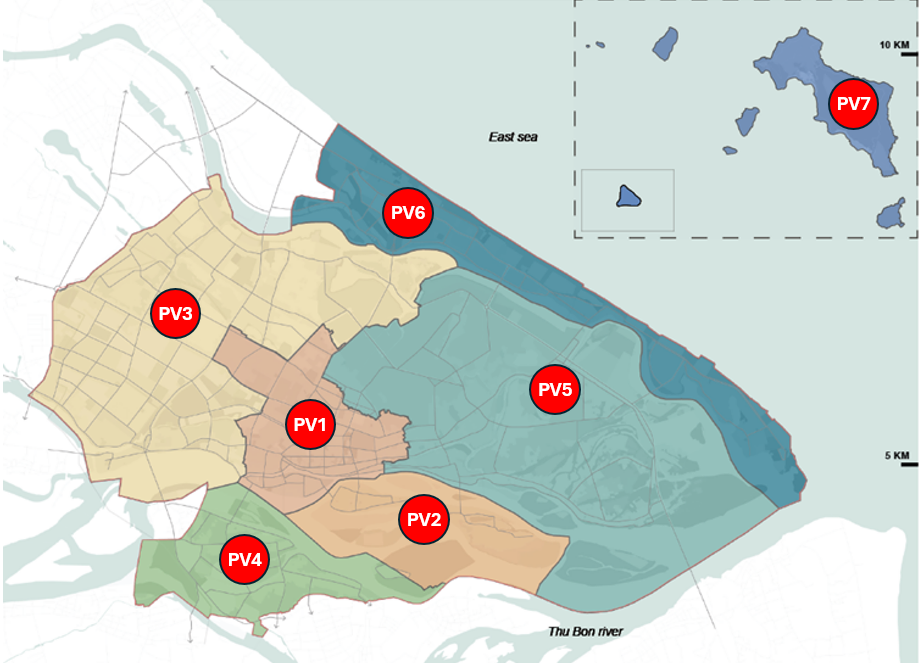 10 KM
PV7
East sea
PV6
PV3
PV5
PV1
5 KM
PV2
PV4
Thu Bon river